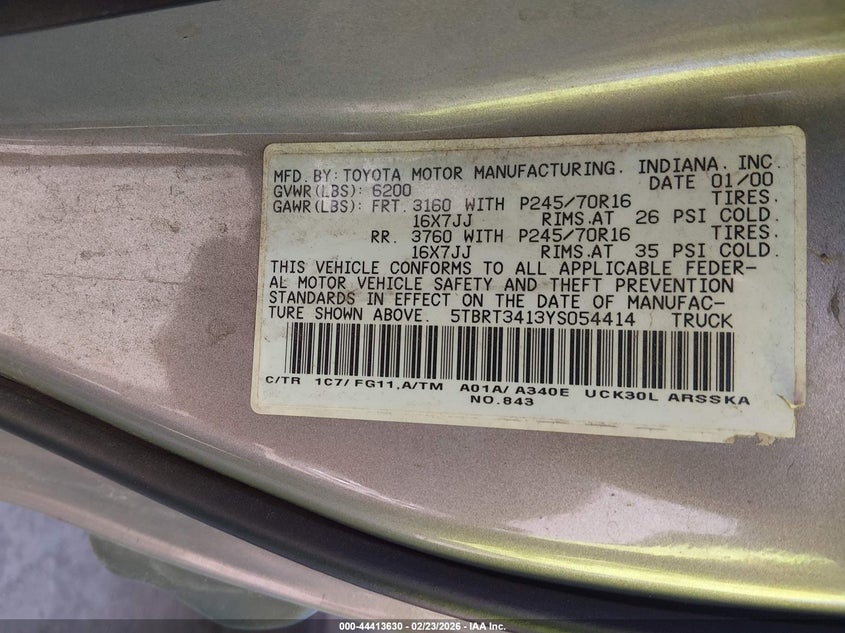 MFD. BY: TOYOTA MOTOR MANUFACTURING, INDIANA, INC.
GVWR(LBS): 6200 DATE 01/00
GAWR(LBS): FRT. 3160 WITH P245/70R16 TIRES.
16X7JJ RIMS.AT 26 PSI COLD.
RR. 3760 WITH P245/70R16 TIRES.
16X7JJ RIMS.AT 35 PSI COLD.
THIS VEHICLE CONFORMS TO ALL APPLICABLE FEDER-
AL MOTOR VEHICLE SAFETY AND THEFT PREVENTION
STANDARDS IN EFFECT ON THE DATE OF MANUFAC-
TURE SHOWN ABOVE. 5TBRT3413YS054414 TRUCK
C/TR 1C7/ FG11,A/TM A01A/ A340E UCK30L ARSSKA
NO.843
000-44413630 - 02/23/2026 - IAA Inc.